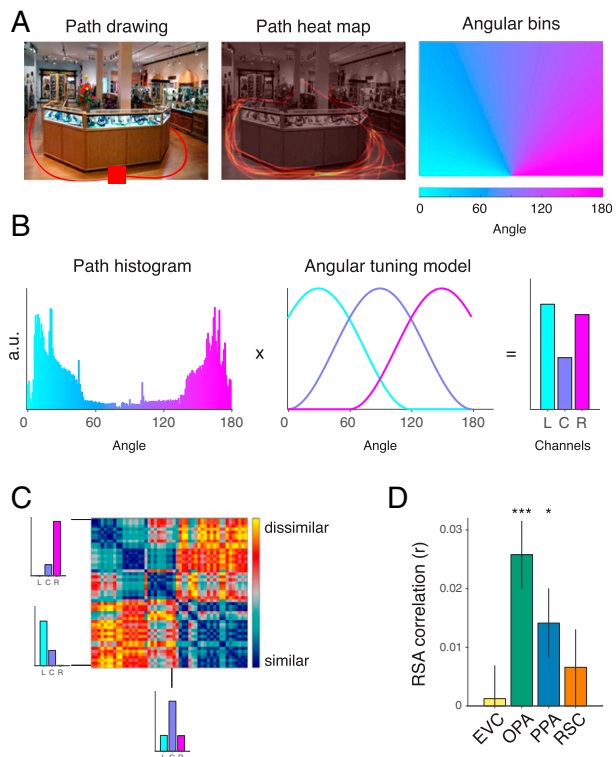 A
Path drawing
Path heat map
Angular bins
0 60 120 180
Angle
B
Path histogram
Angular tuning model
a.u.
x
=
0 60 120 180
Angle
0 60 120 180
Angle
L C R
Channels
C
L C R
L C R
L C R
dissimilar
similar
D
*** *
RSA correlation (r)
0.03
0.02
0.01
0
EVC OPA PPA RSC